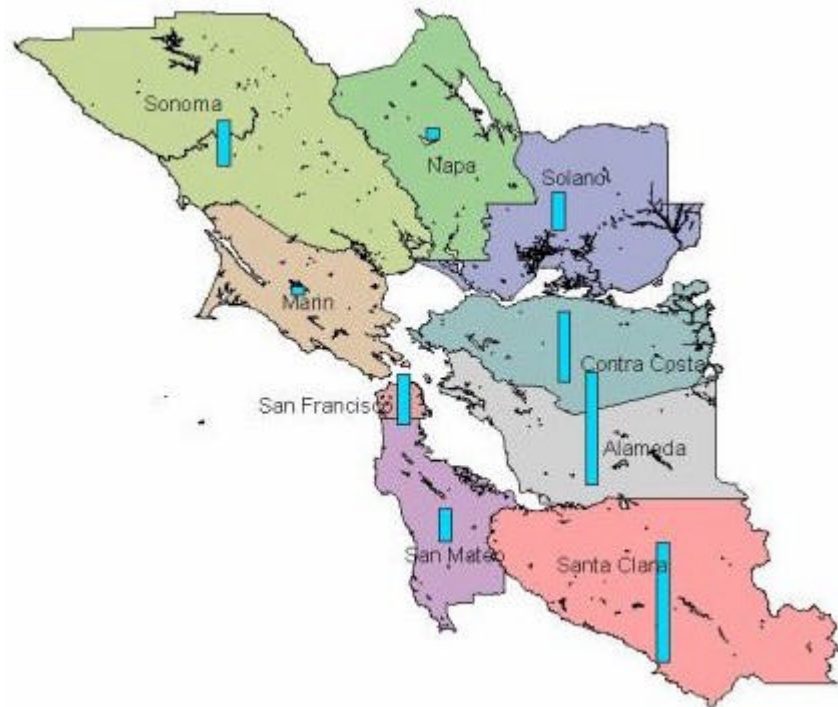 Sonoma
Napa
Solano
Marin
Contra Costa
San Francisco
Alameda
San Mateo
Santa Clara